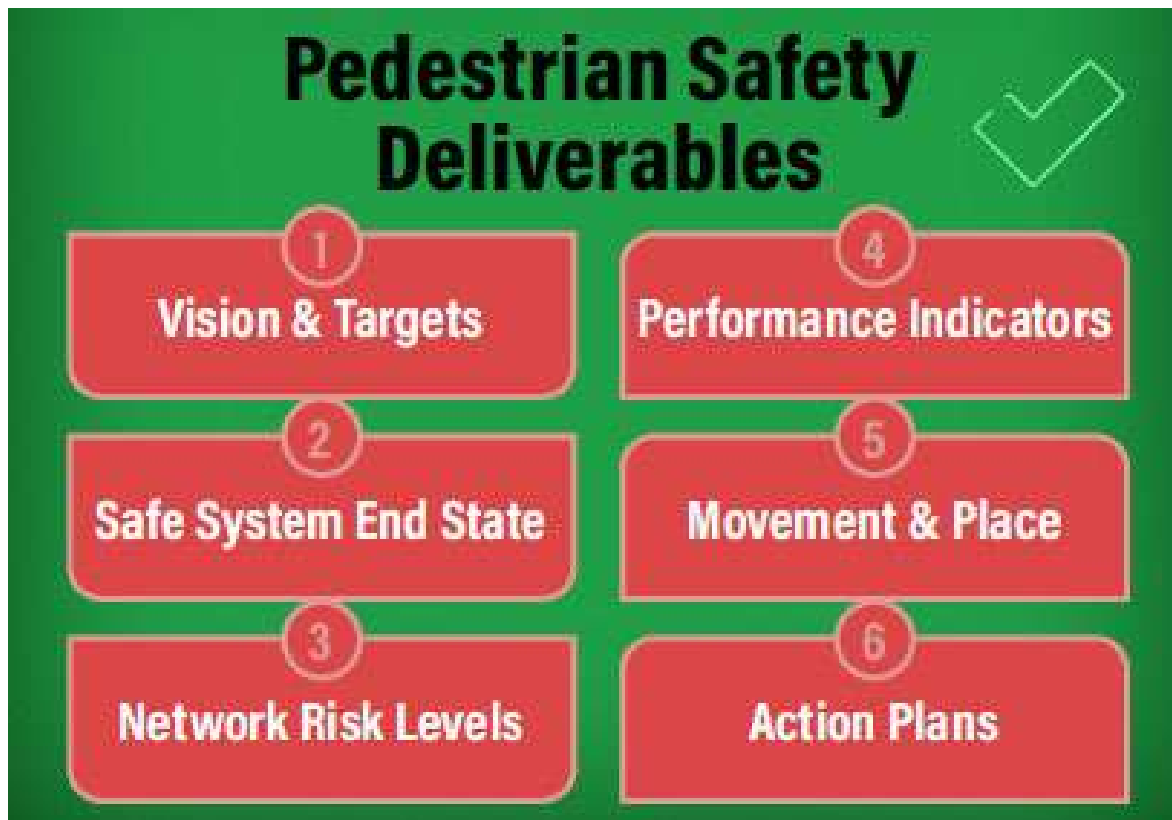 Pedestrian Safety
Deliverables
1
Vision & Targets
2
Safe System End State
3
Network Risk Levels
4
Performance Indicators
5
Movement & Place
6
Action Plans